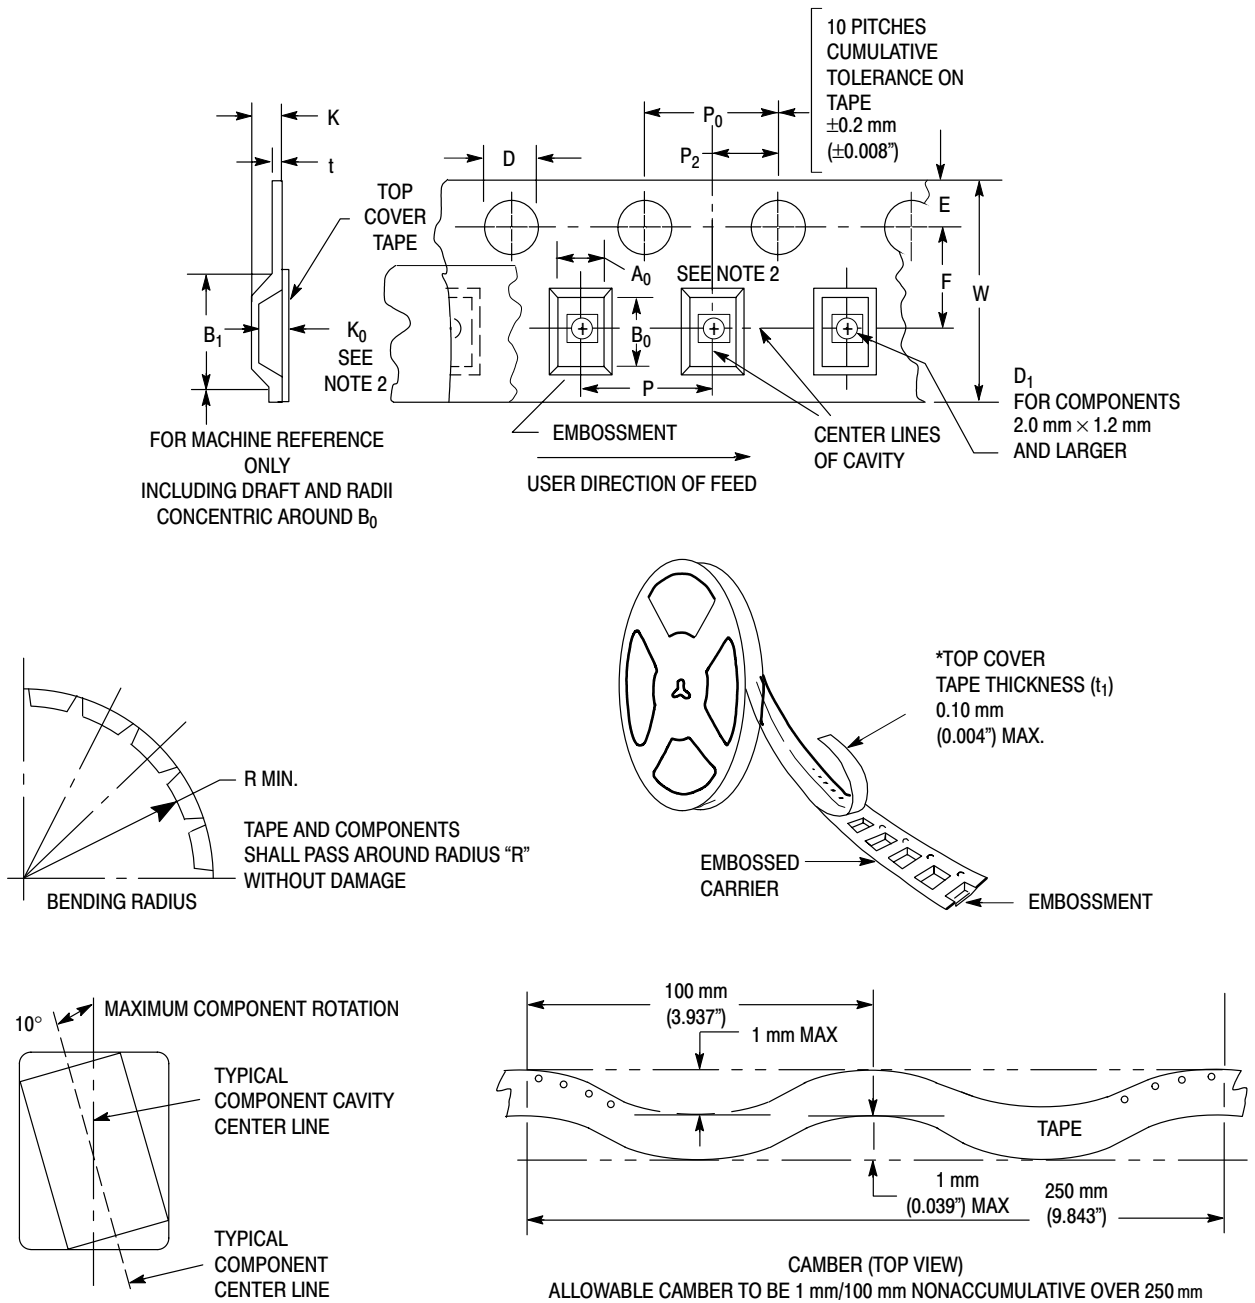 10 PITCHES
CUMULATIVE
TOLERANCE ON
TAPE
±0.2 mm
(±0.008")
K
t
P0
P2
D
E
TOP
COVER
TAPE
A0
SEE NOTE 2
F
W
B1
K0
SEE
NOTE 2
B0
P
D1
FOR COMPONENTS
2.0 mm × 1.2 mm
AND LARGER
FOR MACHINE REFERENCE
ONLY
INCLUDING DRAFT AND RADII
CONCENTRIC AROUND B0
EMBOSSMENT
CENTER LINES
OF CAVITY
USER DIRECTION OF FEED
*TOP COVER
TAPE THICKNESS (t1)
0.10 mm
(0.004") MAX.
R MIN.
TAPE AND COMPONENTS
SHALL PASS AROUND RADIUS “R”
WITHOUT DAMAGE
BENDING RADIUS
EMBOSSED
CARRIER
EMBOSSMENT
10°
MAXIMUM COMPONENT ROTATION
TYPICAL
COMPONENT CAVITY
CENTER LINE
TYPICAL
COMPONENT
CENTER LINE
100 mm
(3.937")
1 mm MAX
TAPE
1 mm
(0.039") MAX
250 mm
(9.843")
CAMBER (TOP VIEW)
ALLOWABLE CAMBER TO BE 1 mm/100 mm NONACCUMULATIVE OVER 250 mm